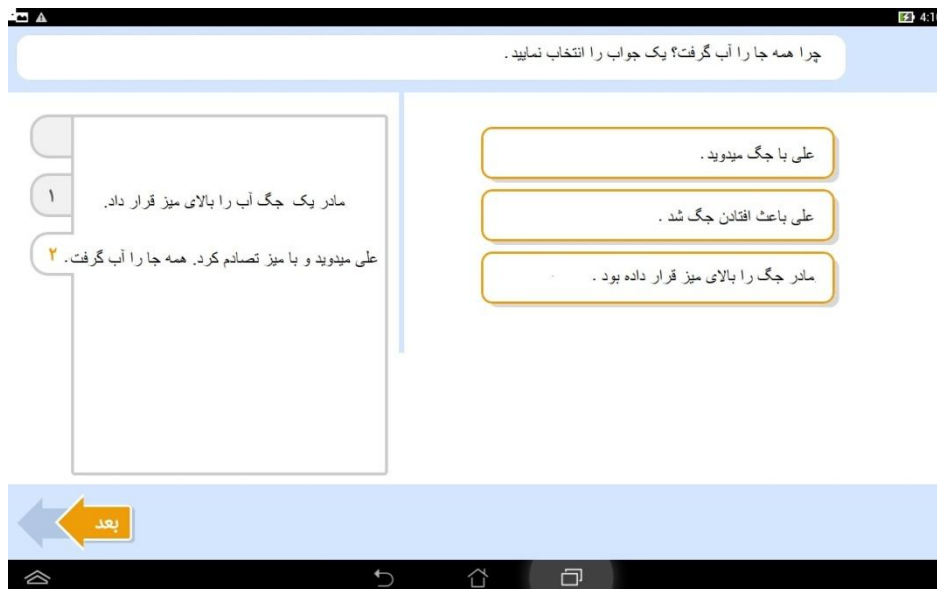 4:1
چرا همه جا را آب گرفت؟ یک جواب را انتخاب نمایید .
علی با جگ میدوید .
علی باعث افتادن جگ شد .
مادر جگ را بالای میز قرار داده بود .
۱
مادر یک جگ آب را بالای میز قرار داد.
۲
علی میدوید و با میز تصادم کرد. همه جا را آب گرفت .
بعد